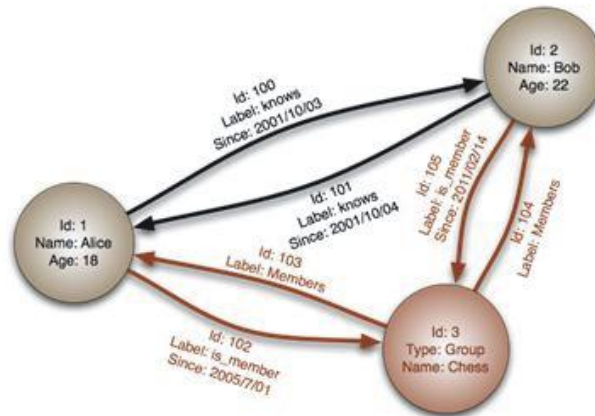 Id: 2
Name: Bob
Age: 22
Id: 100
Label: knows
Since: 2001/10/03
Id: 101
Label: knows
Since: 2001/10/04
Id: 105
Label: is_member
Since: 2011/02/14
Id: 104
Label: Members
Id: 1
Name: Alice
Age: 18
Id: 103
Label: Members
Id: 102
Label: is_member
Since: 2005/7/01
Id: 3
Type: Group
Name: Chess